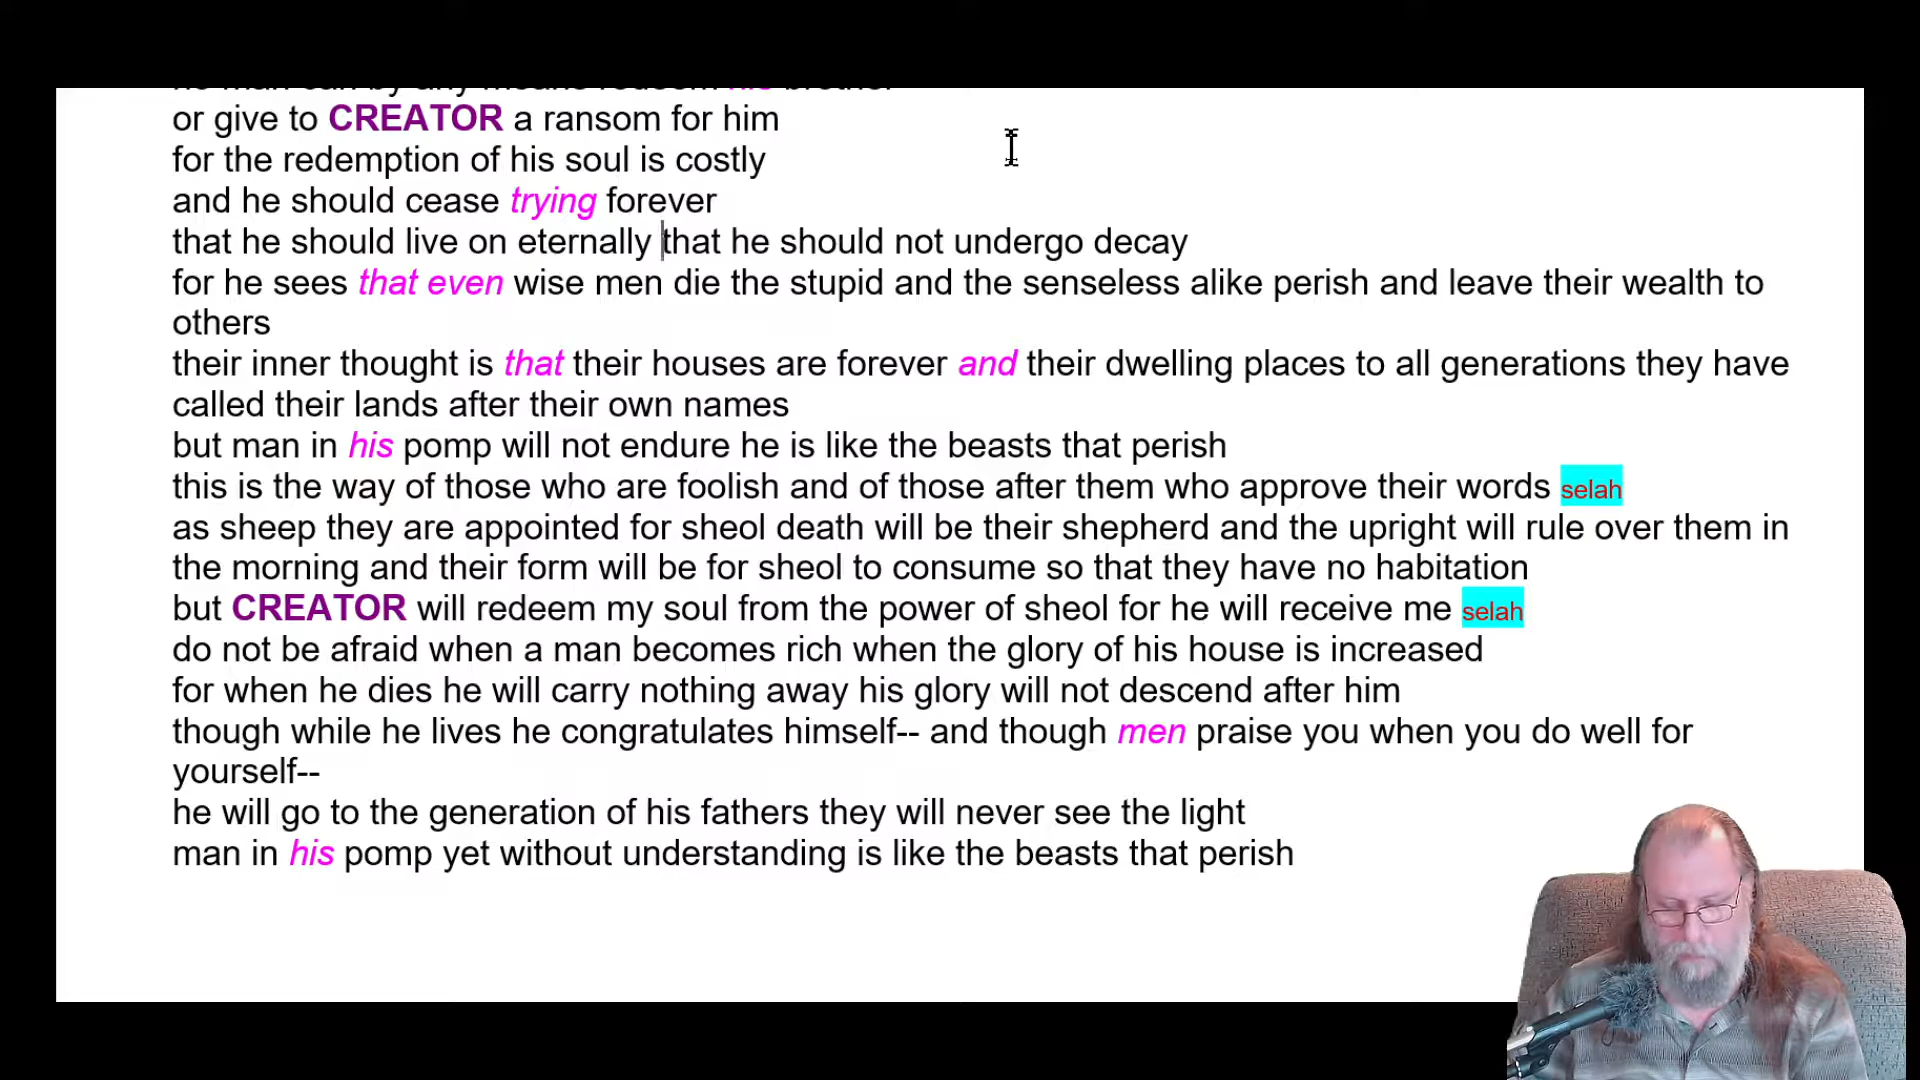 no man can by any means redeem his brother
or give to CREATOR a ransom for him
for the redemption of his soul is costly
and he should cease trying forever
that he should live on eternally that he should not undergo decay
for he sees that even wise men die the stupid and the senseless alike perish and leave their wealth to
others
their inner thought is that their houses are forever and their dwelling places to all generations they have
called their lands after their own names
but man in his pomp will not endure he is like the beasts that perish
this is the way of those who are foolish and of those after them who approve their words selah
as sheep they are appointed for sheol death will be their shepherd and the upright will rule over them in
the morning and their form will be for sheol to consume so that they have no habitation
but CREATOR will redeem my soul from the power of sheol for he will receive me selah
do not be afraid when a man becomes rich when the glory of his house is increased
for when he dies he will carry nothing away his glory will not descend after him
though while he lives he congratulates himself-- and though men praise you when you do well for
yourself--
he will go to the generation of his fathers they will never see the light
man in his pomp yet without understanding is like the beasts that perish